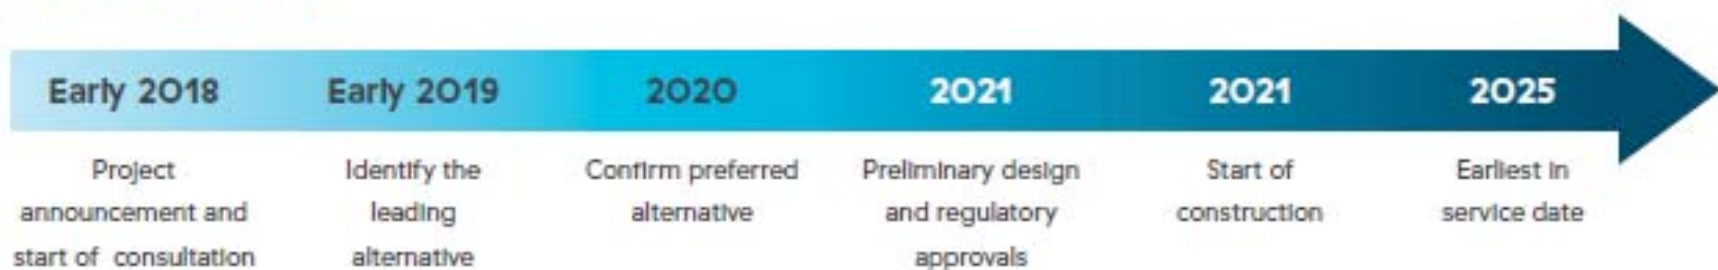 Early 2018 Early 2019 2020 2021 2021 2025
Project
announcement and
start of consultation
Identify the
leading
alternative
Confirm preferred
alternative
Preliminary design
and regulatory
approvals
Start of
construction
Earliest in
service date